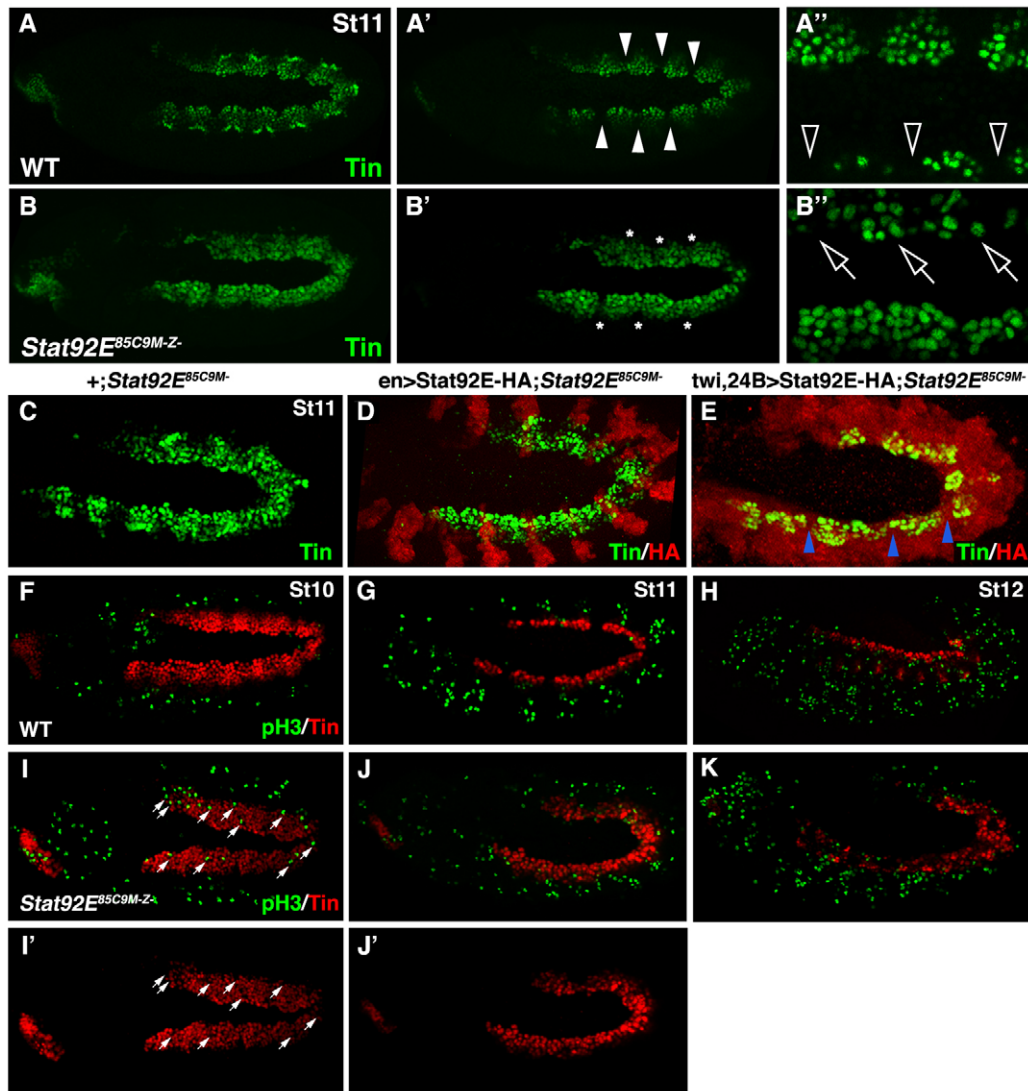 A St11 A' A''
WT Tin
B B' B''
Stat92E85C9M-Z- Tin
+;Stat92E85C9M- en>Stat92E-HA;Stat92E85C9M- twi,24B>Stat92E-HA;Stat92E85C9M-
C St11 D E
Tin Tin/HA Tin/HA
F St10 G St11 H St12
WT pH3/Tin
I J K
Stat92E85C9M-Z- pH3/Tin
I' J'